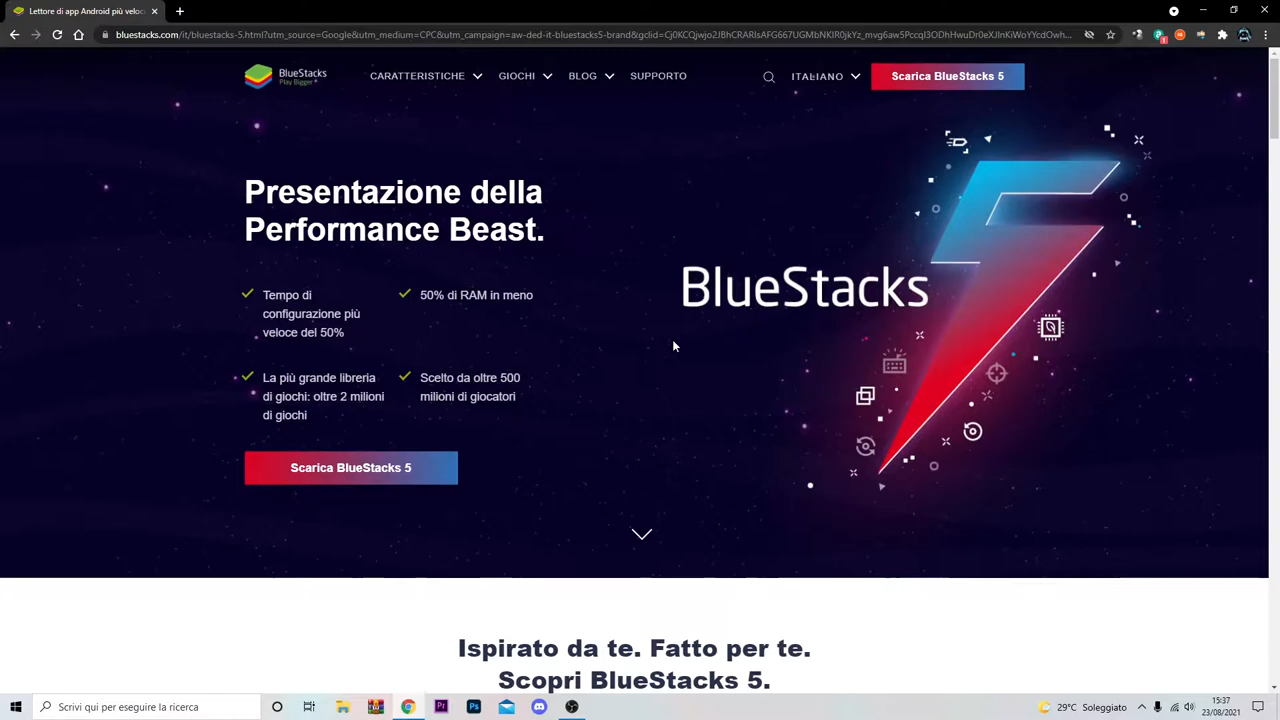 Lettore di app Android più veloc
bluestacks.com/it/bluestacks-5.html?utm_source=Google&utm_medium=CPC&utm_campaign=aw-ded-it-bluestacks5-brand&gclid=
BlueStacks
Play Bigger
CARATTERISTICHE
GIOCHI
BLOG
SUPPORTO
ITALIANO
Scarica BlueStacks 5
Presentazione della
Performance Beast.
Tempo di
configurazione più
veloce del 50%
50% di RAM in meno
La più grande libreria
di giochi: oltre 2 milioni
di giochi
Scelto da oltre 500
milioni di giocatori
Scarica BlueStacks 5
BlueStacks 5
Ispirato da te. Fatto per te.
Scopri BlueStacks 5.
Scrivi qui per eseguire la ricerca
29°C Soleggiato
15:37
23/08/2021